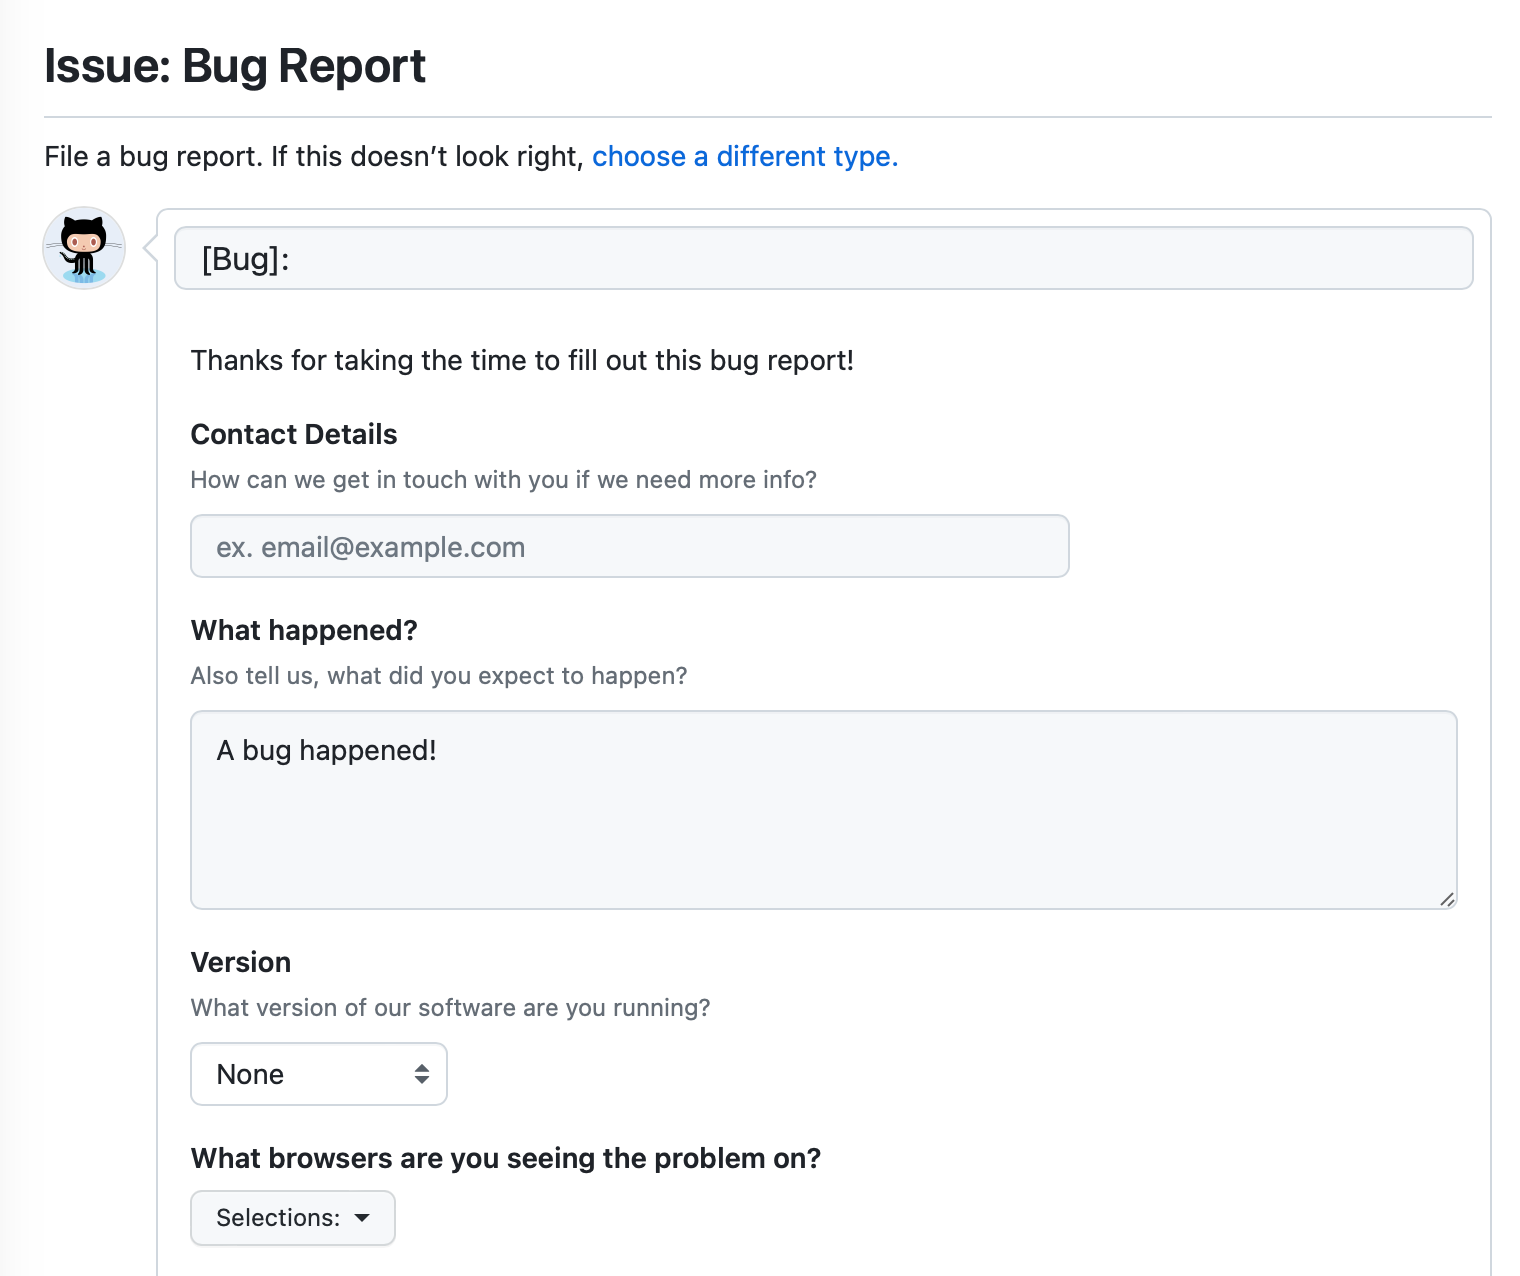 Issue: Bug Report
File a bug report. If this doesn’t look right, choose a different type.
[Bug]:
Thanks for taking the time to fill out this bug report!
Contact Details
How can we get in touch with you if we need more info?
ex. email@example.com
What happened?
Also tell us, what did you expect to happen?
A bug happened!
Version
What version of our software are you running?
None
What browsers are you seeing the problem on?
Selections: